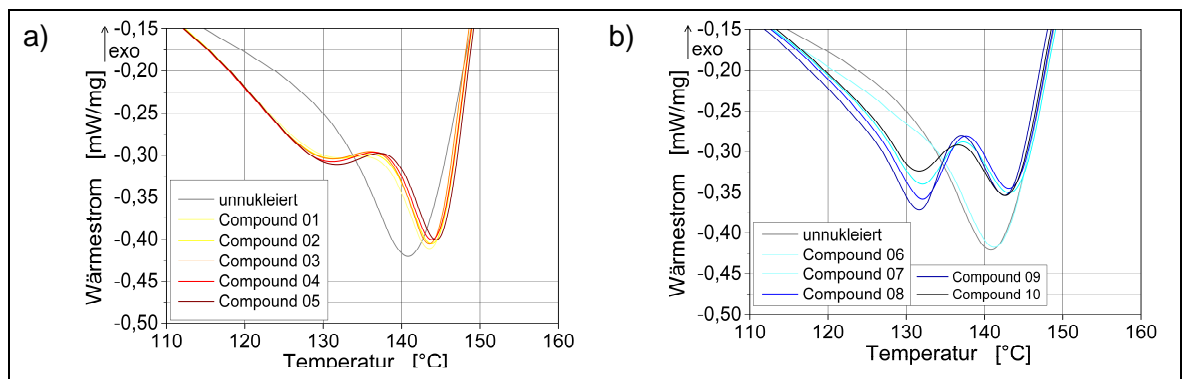 a)
exo
Wärmestrom [mW/mg]
-0,15
-0,20
-0,25
-0,30
-0,35
-0,40
-0,45
-0,50
unnukleiert
Compound 01
Compound 02
Compound 03
Compound 04
Compound 05
110 120 130 140 150 160
Temperatur [°C]
b)
exo
Wärmestrom [mW/mg]
-0,15
-0,20
-0,25
-0,30
-0,35
-0,40
-0,45
-0,50
unnukleiert
Compound 06
Compound 07
Compound 08
Compound 09
Compound 10
110 120 130 140 150 160
Temperatur [°C]